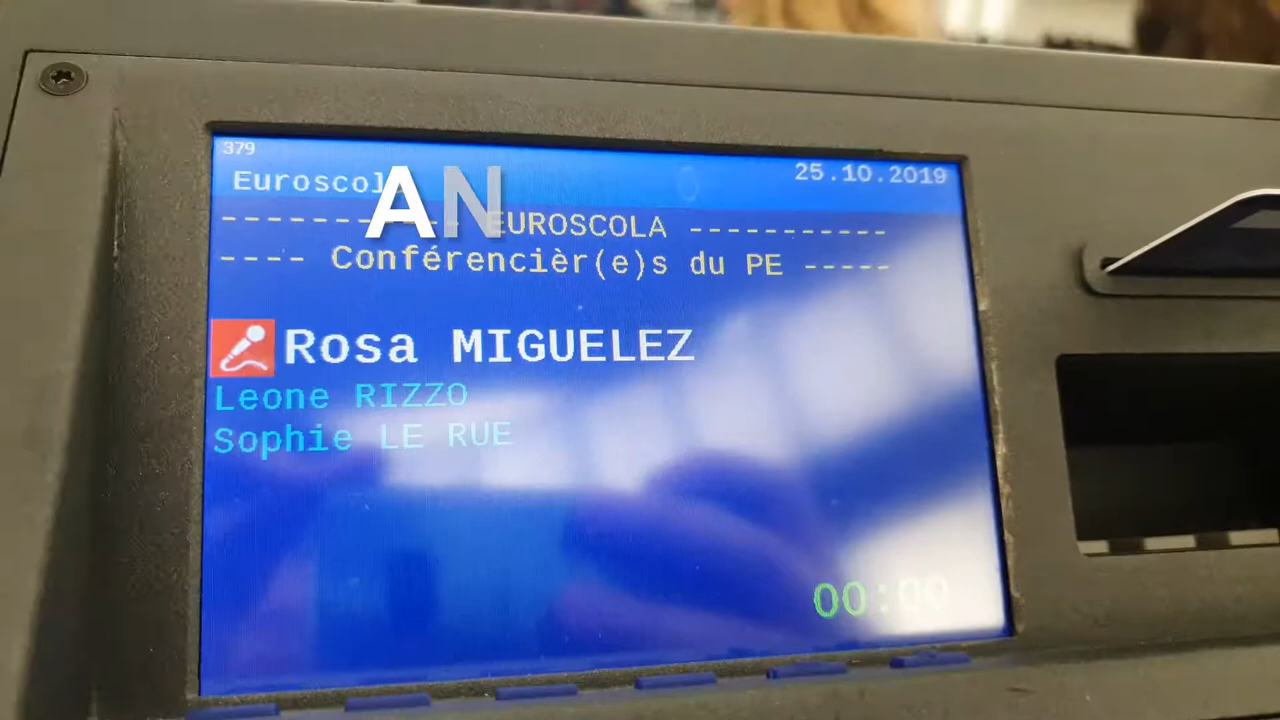 379
25.10.2019
Euroscol
AN
----------- EUROSCOLA -----------
---- Conférencièr(e)s du PE -----
Rosa MIGUELEZ
Leone RIZZO
Sophie LE RUE
00:00